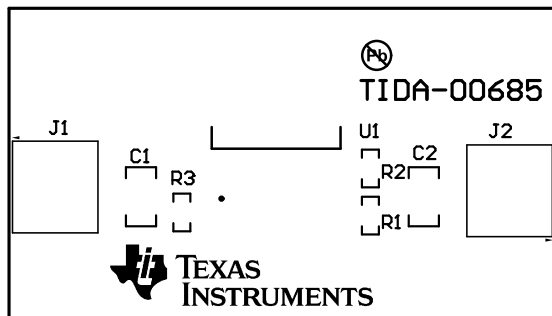 Pb
TIDA-00685
J1
U1
J2
C1
C2
R3
R2
R1
TEXAS
INSTRUMENTS